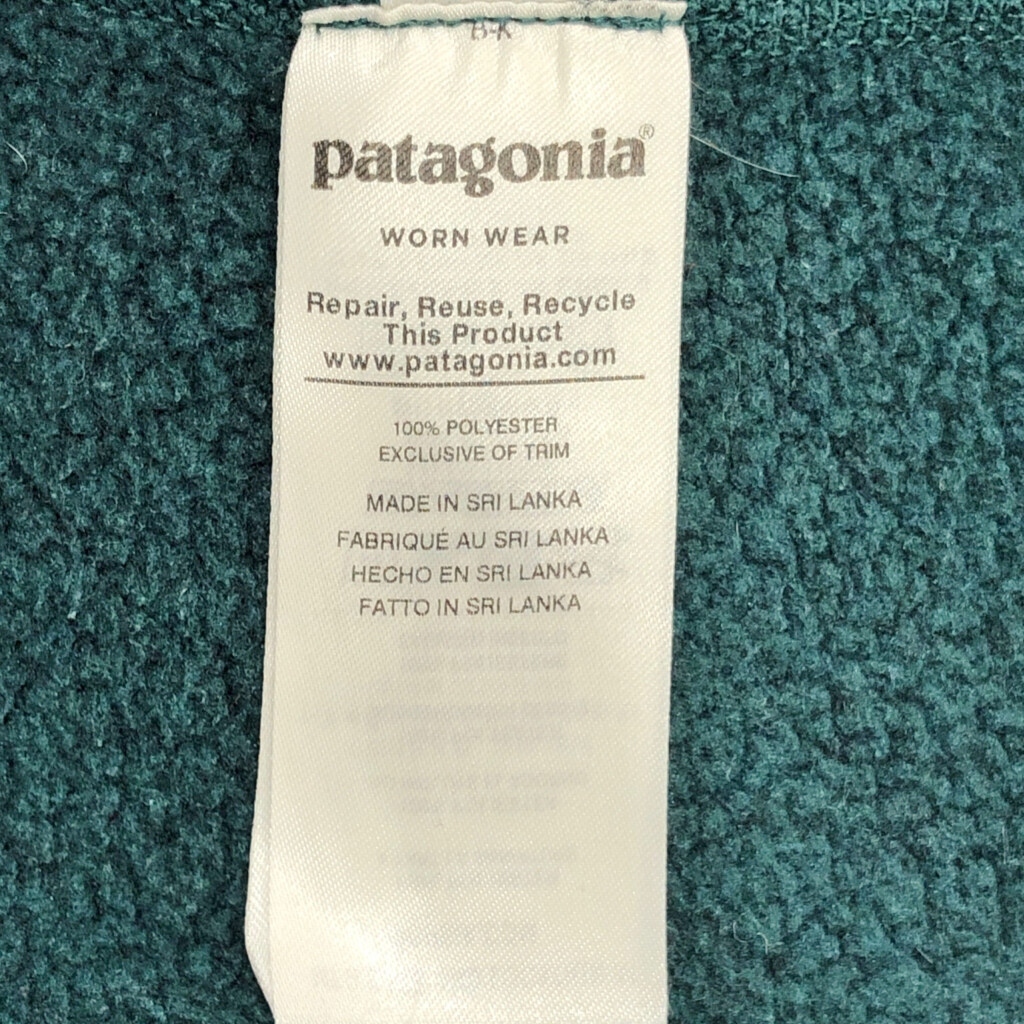 B-K
patagonia®
WORN WEAR
Repair, Reuse, Recycle
This Product
www.patagonia.com
100% POLYESTER
EXCLUSIVE OF TRIM
MADE IN SRI LANKA
FABRIQUÉ AU SRI LANKA
HECHO EN SRI LANKA
FATTO IN SRI LANKA